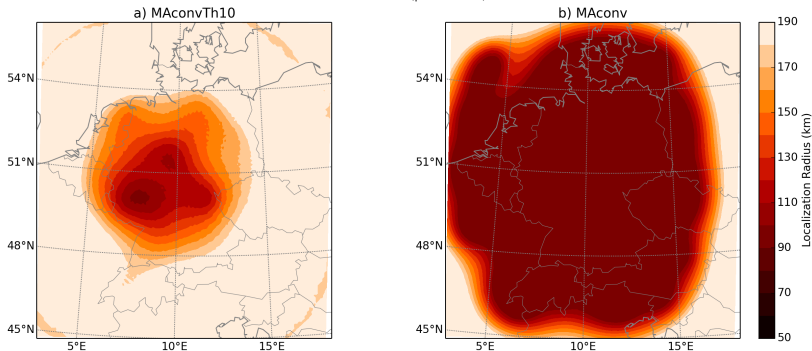 a) MAconvTh10
b) MAconv
54°N
51°N
48°N
45°N
5°E
10°E
15°E
54°N
51°N
48°N
45°N
5°E
10°E
15°E
190
170
150
130
110
90
70
50
Localization Radius (km)